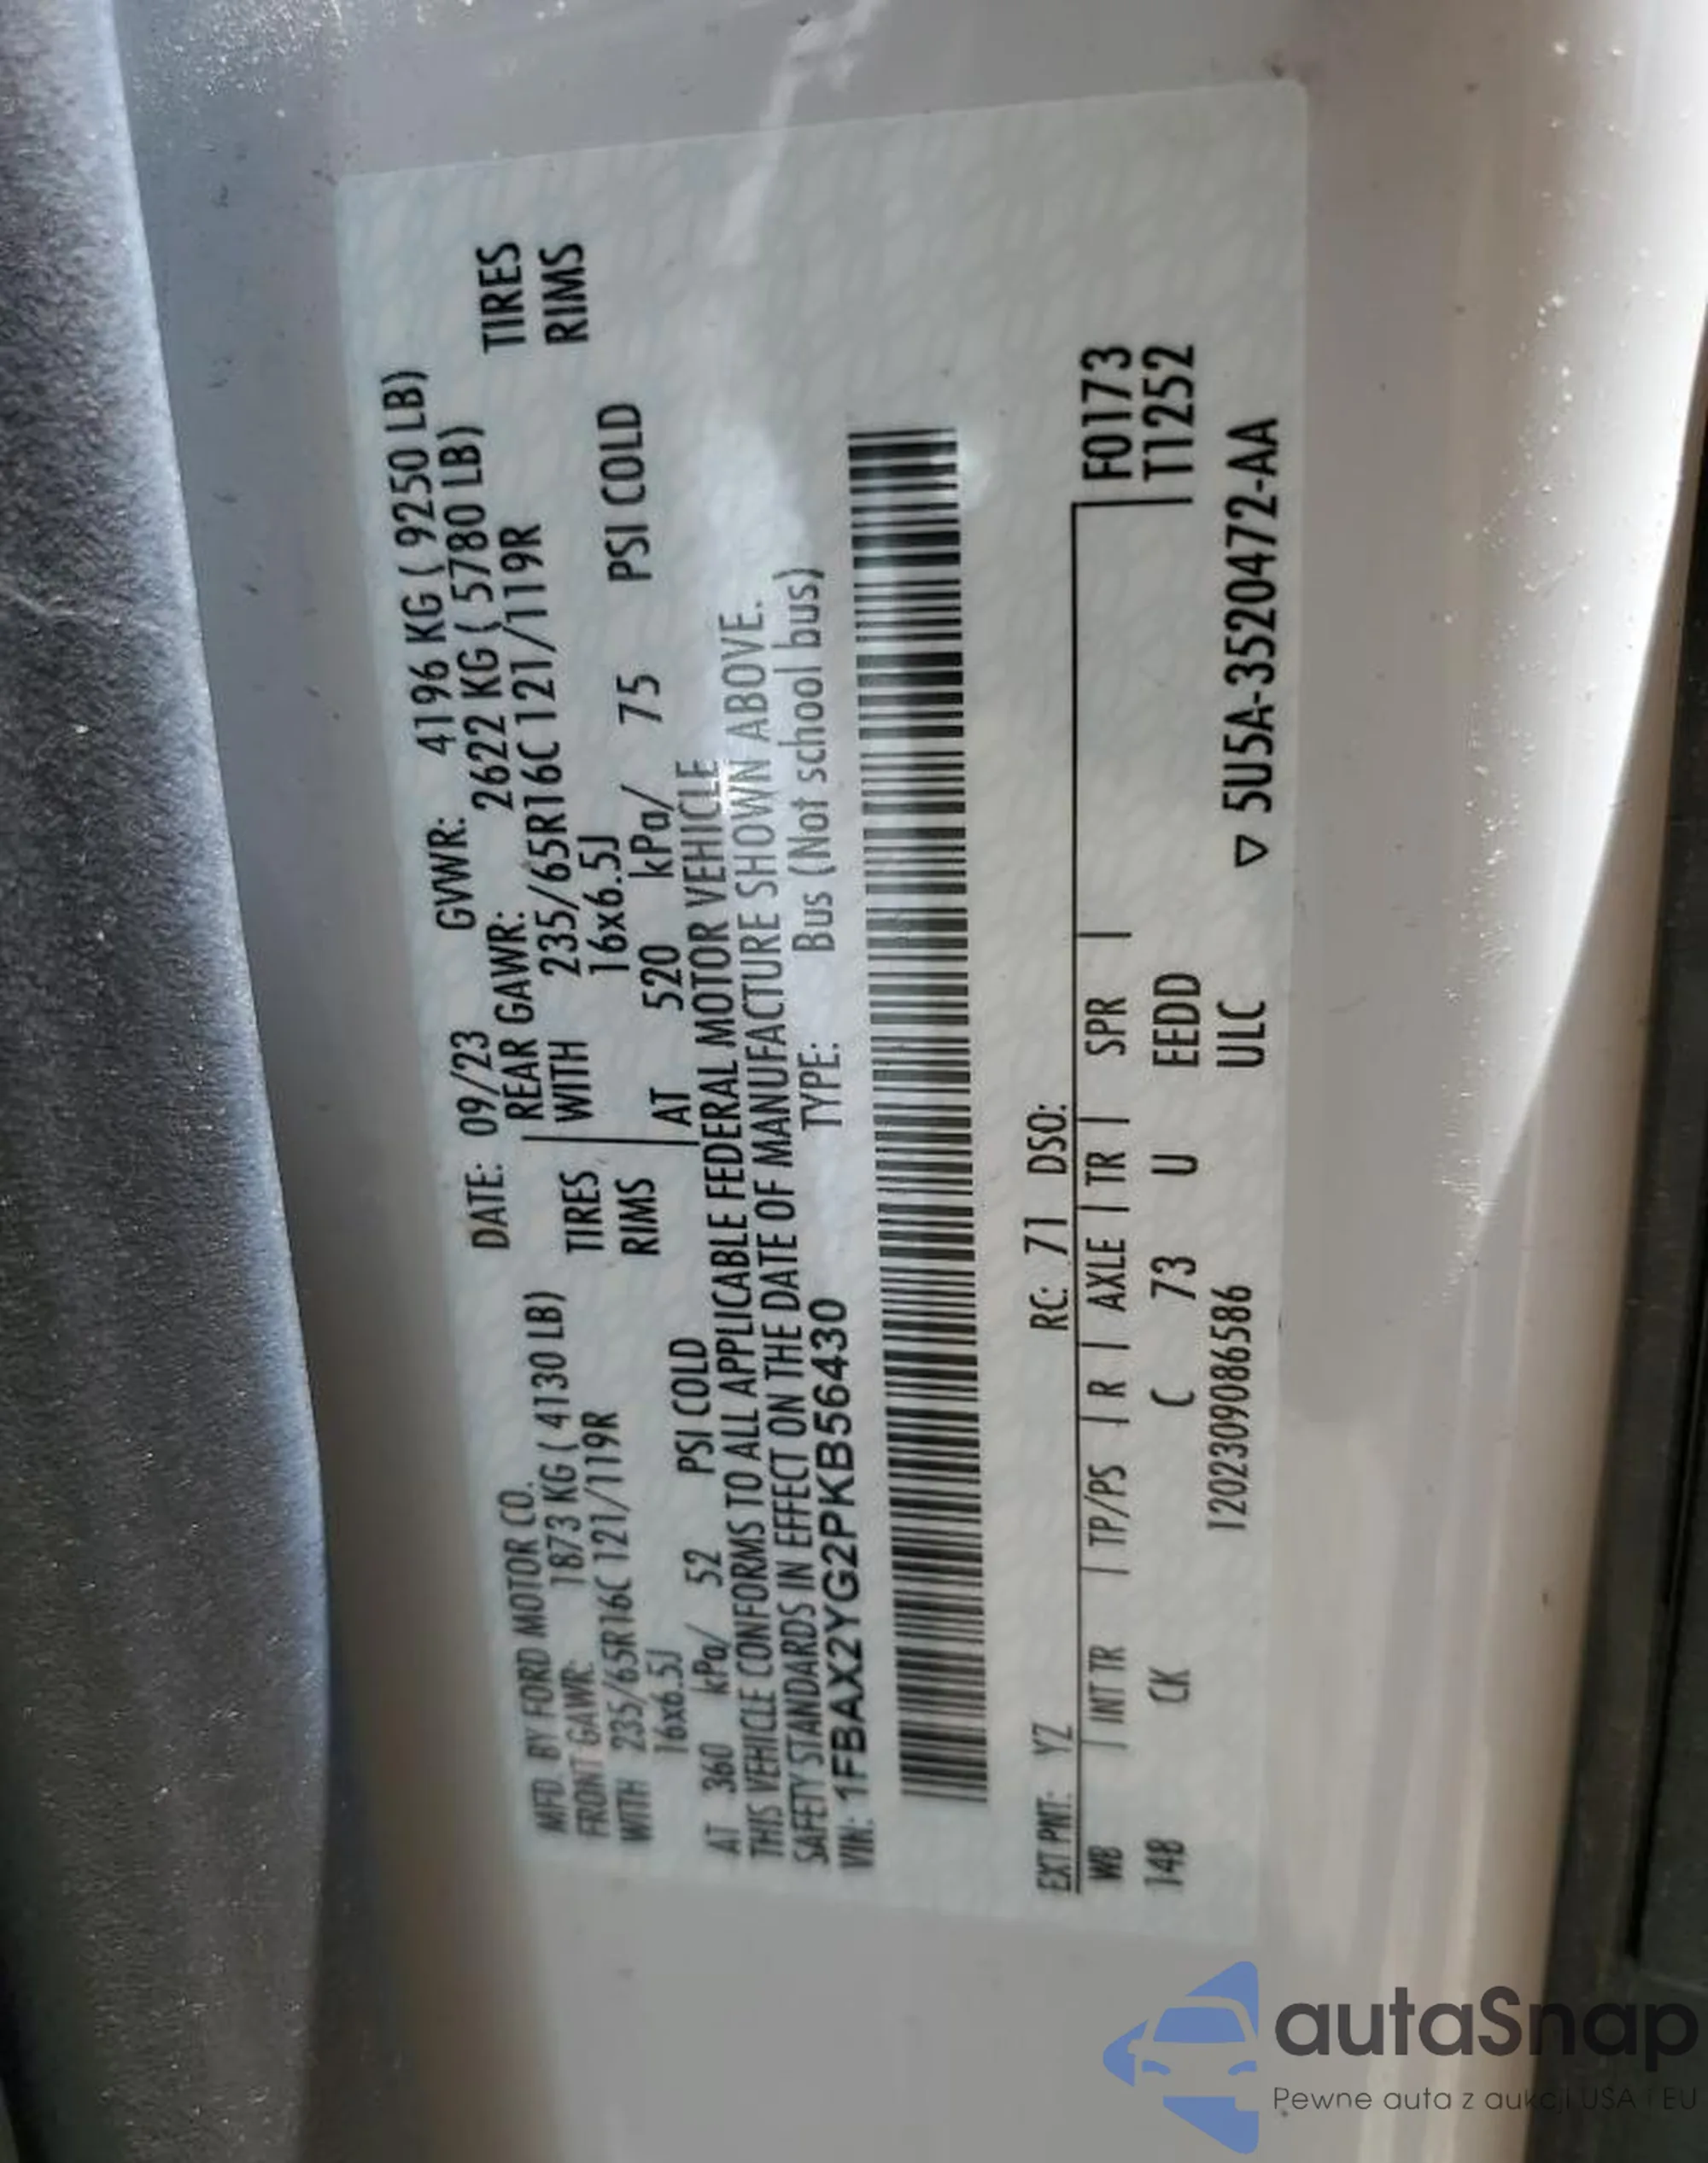 MFD. BY FORD MOTOR CO. DATE: 09/23 GVWR: 4196 KG ( 9250 LB)
FRONT GAWR: 1873 KG ( 4130 LB) REAR GAWR: 2622 KG ( 5780 LB)
WITH 235/65R16C 121/119R TIRES WITH 235/65R16C 121/119R TIRES
16x6.5J RIMS 16x6.5J RIMS
AT 360 kPa/ 52 PSI COLD AT 520 kPa/ 75 PSI COLD
THIS VEHICLE CONFORMS TO ALL APPLICABLE FEDERAL MOTOR VEHICLE
SAFETY STANDARDS IN EFFECT ON THE DATE OF MANUFACTURE SHOWN ABOVE.
VIN: 1FBAX2YG2PKB56430 TYPE: Bus (Not school bus)
EXT PNT: YZ RC: 71 DSO:
WB | INT TR | TP/PS | R | AXLE | TR | SPR | F0173
148 CK C 73 U EEDD T1252
1202309086586 ULC ▽ 5U5A-3520472-AA
autaSnap
Pewne auta z aukcji USA i EU